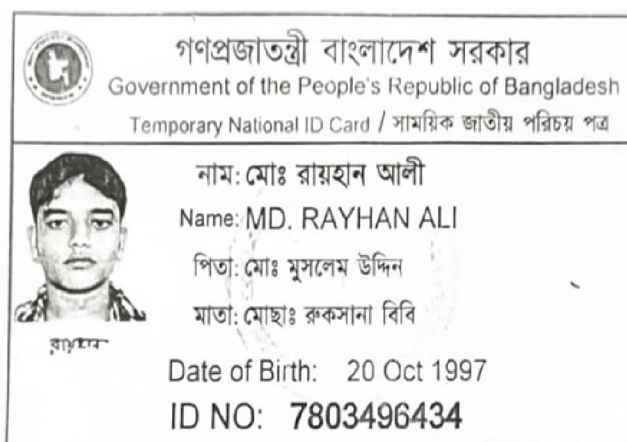 গণপ্রজাতন্ত্রী বাংলাদেশ সরকার
Government of the People's Republic of Bangladesh
Temporary National ID Card / সাময়িক জাতীয় পরিচয় পত্র
নাম: মোঃ রায়হান আলী
Name: MD. RAYHAN ALI
পিতা: মোঃ মুসলেম উদ্দিন
মাতা: মোছাঃ রুকসানা বিবি
রায়হান
Date of Birth: 20 Oct 1997
ID NO: 7803496434